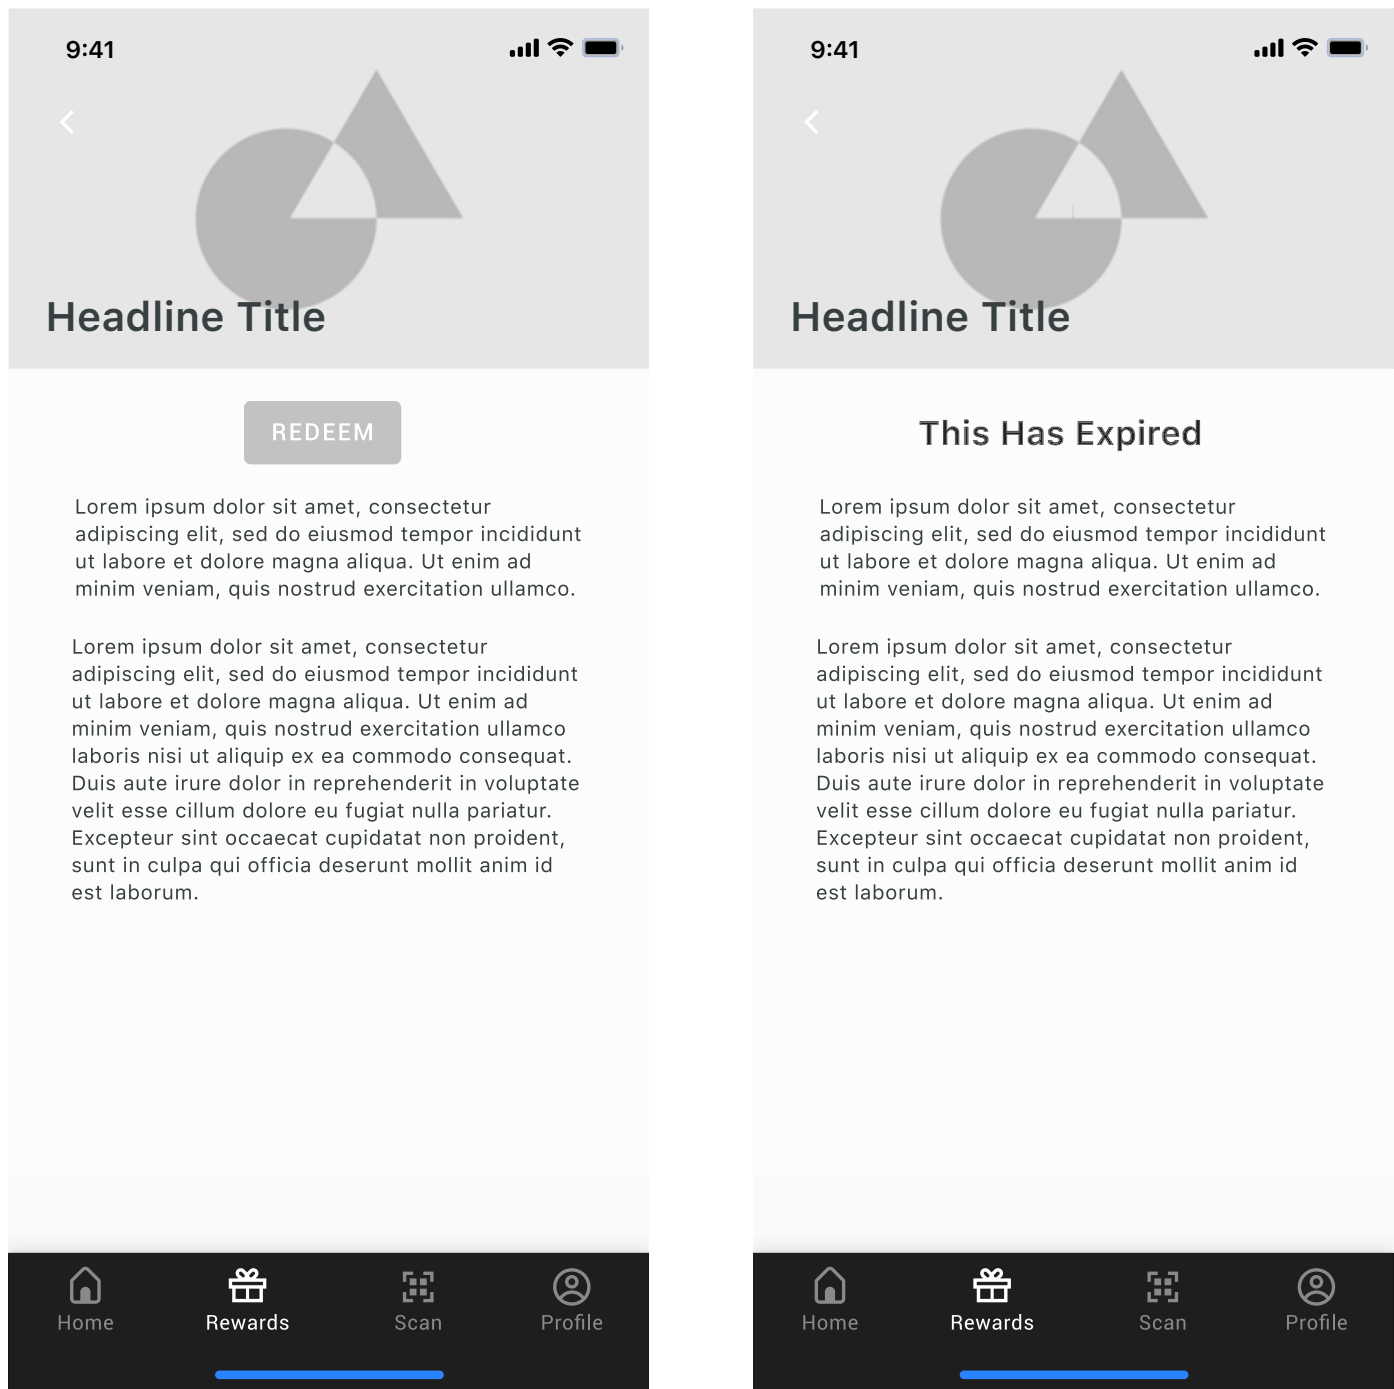 9:41
Headline Title
REDEEM
Lorem ipsum dolor sit amet, consectetur
adipiscing elit, sed do eiusmod tempor incididunt
ut labore et dolore magna aliqua. Ut enim ad
minim veniam, quis nostrud exercitation ullamco.
Lorem ipsum dolor sit amet, consectetur
adipiscing elit, sed do eiusmod tempor incididunt
ut labore et dolore magna aliqua. Ut enim ad
minim veniam, quis nostrud exercitation ullamco
laboris nisi ut aliquip ex ea commodo consequat.
Duis aute irure dolor in reprehenderit in voluptate
velit esse cillum dolore eu fugiat nulla pariatur.
Excepteur sint occaecat cupidatat non proident,
sunt in culpa qui officia deserunt mollit anim id
est laborum.
Home Rewards Scan Profile
9:41
Headline Title
This Has Expired
Lorem ipsum dolor sit amet, consectetur
adipiscing elit, sed do eiusmod tempor incididunt
ut labore et dolore magna aliqua. Ut enim ad
minim veniam, quis nostrud exercitation ullamco.
Lorem ipsum dolor sit amet, consectetur
adipiscing elit, sed do eiusmod tempor incididunt
ut labore et dolore magna aliqua. Ut enim ad
minim veniam, quis nostrud exercitation ullamco
laboris nisi ut aliquip ex ea commodo consequat.
Duis aute irure dolor in reprehenderit in voluptate
velit esse cillum dolore eu fugiat nulla pariatur.
Excepteur sint occaecat cupidatat non proident,
sunt in culpa qui officia deserunt mollit anim id
est laborum.
Home Rewards Scan Profile